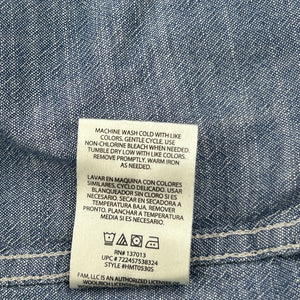 MACHINE WASH COLD WITH LIKE
COLORS. GENTLE CYCLE. USE
NON-CHLORINE BLEACH WHEN NEEDED.
TUMBLE DRY LOW WITH LIKE COLORS.
REMOVE PROMPTLY. WARM IRON
AS NEEDED.
LAVAR EN MAQUINA CON COLORES
SIMILARES, CICLO DELICADO. USAR
BLANQUEADOR SIN CLORO SI ES
NECESARIO. SECAR EN SECADORA A
TEMPERATURA BAJA. REMOVER
PRONTO. PLANCHAR A TEMPERATURA
MEDIA SI ES NECESARIO.
RN# 137013
UPC # 722457538324
STYLE #HMT0530S
FAM, LLC IS AN AUTHORIZED LICENSEE
WOOLRICH LICENSING